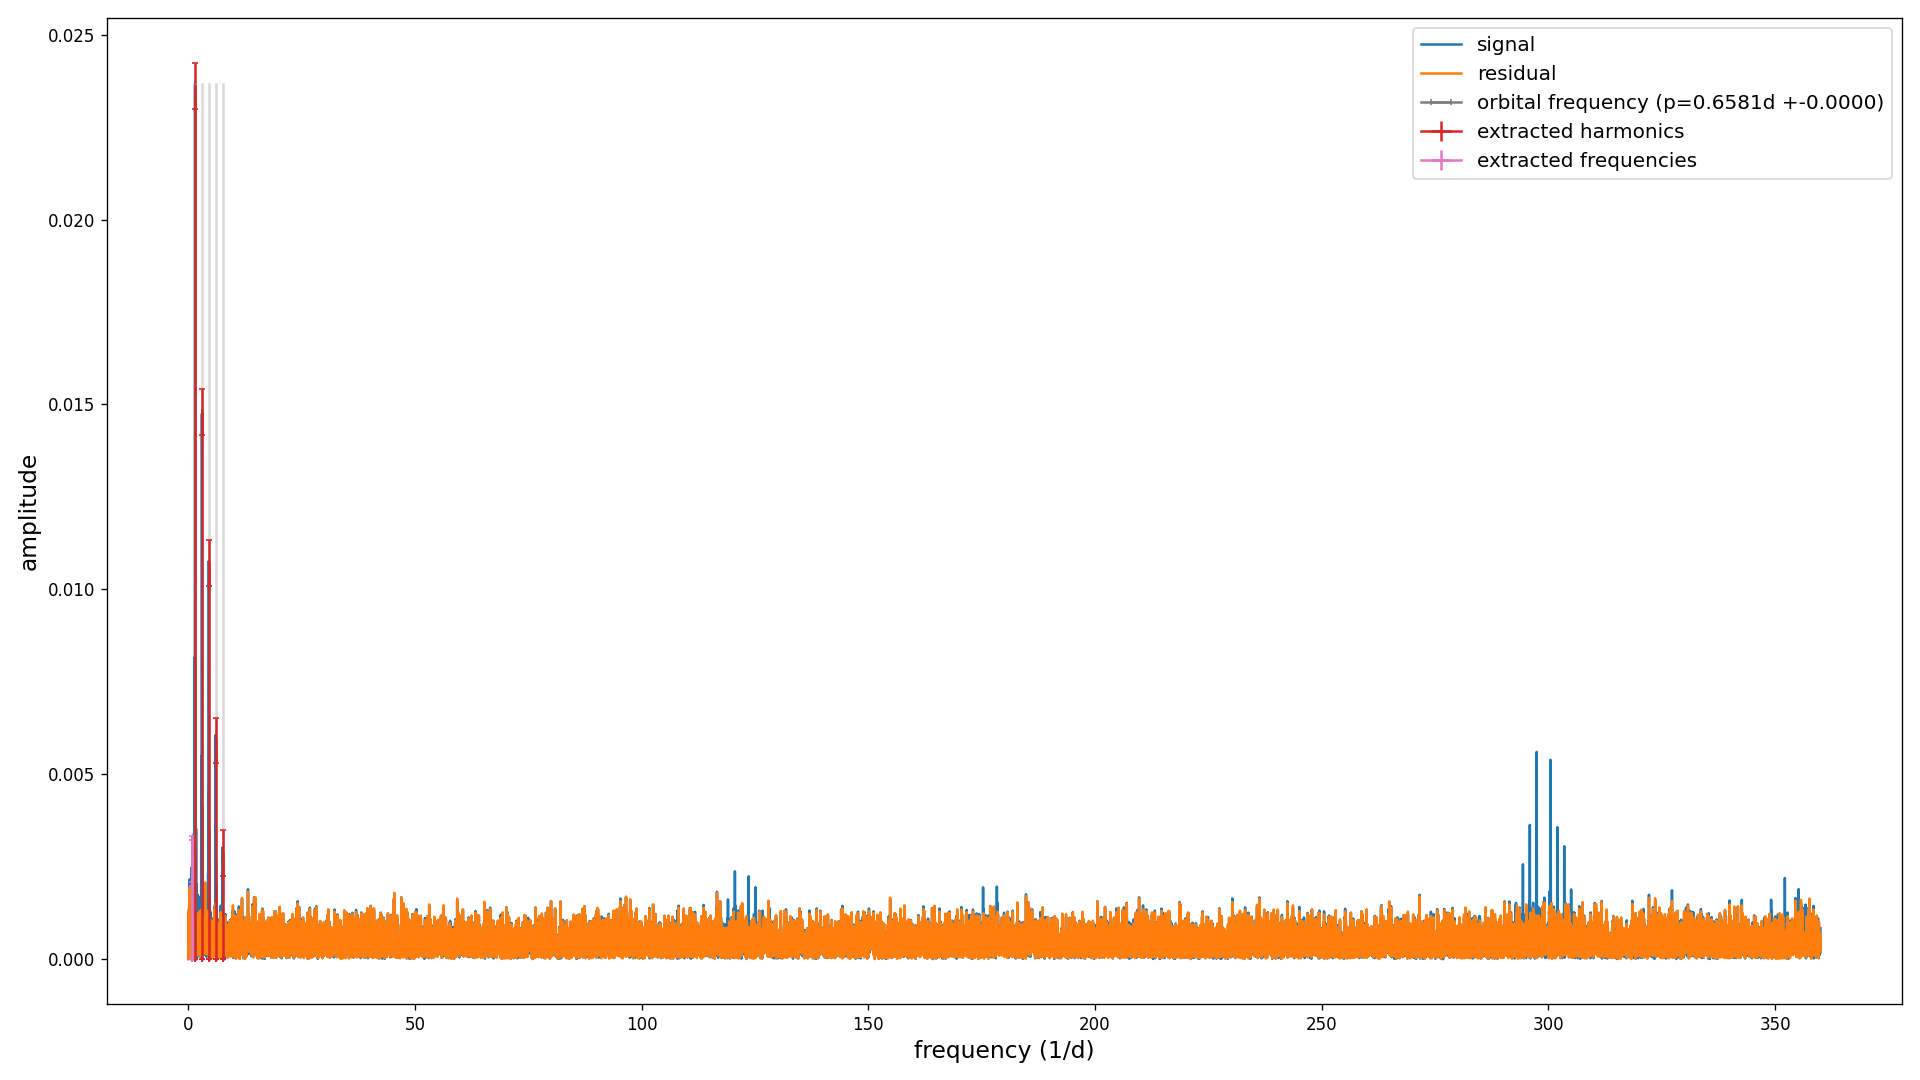 signal
residual
orbital frequency (p=0.6581d +-0.0000)
extracted harmonics
extracted frequencies
amplitude
0.025
0.020
0.015
0.010
0.005
0.000
0 50 100 150 200 250 300 350
frequency (1/d)